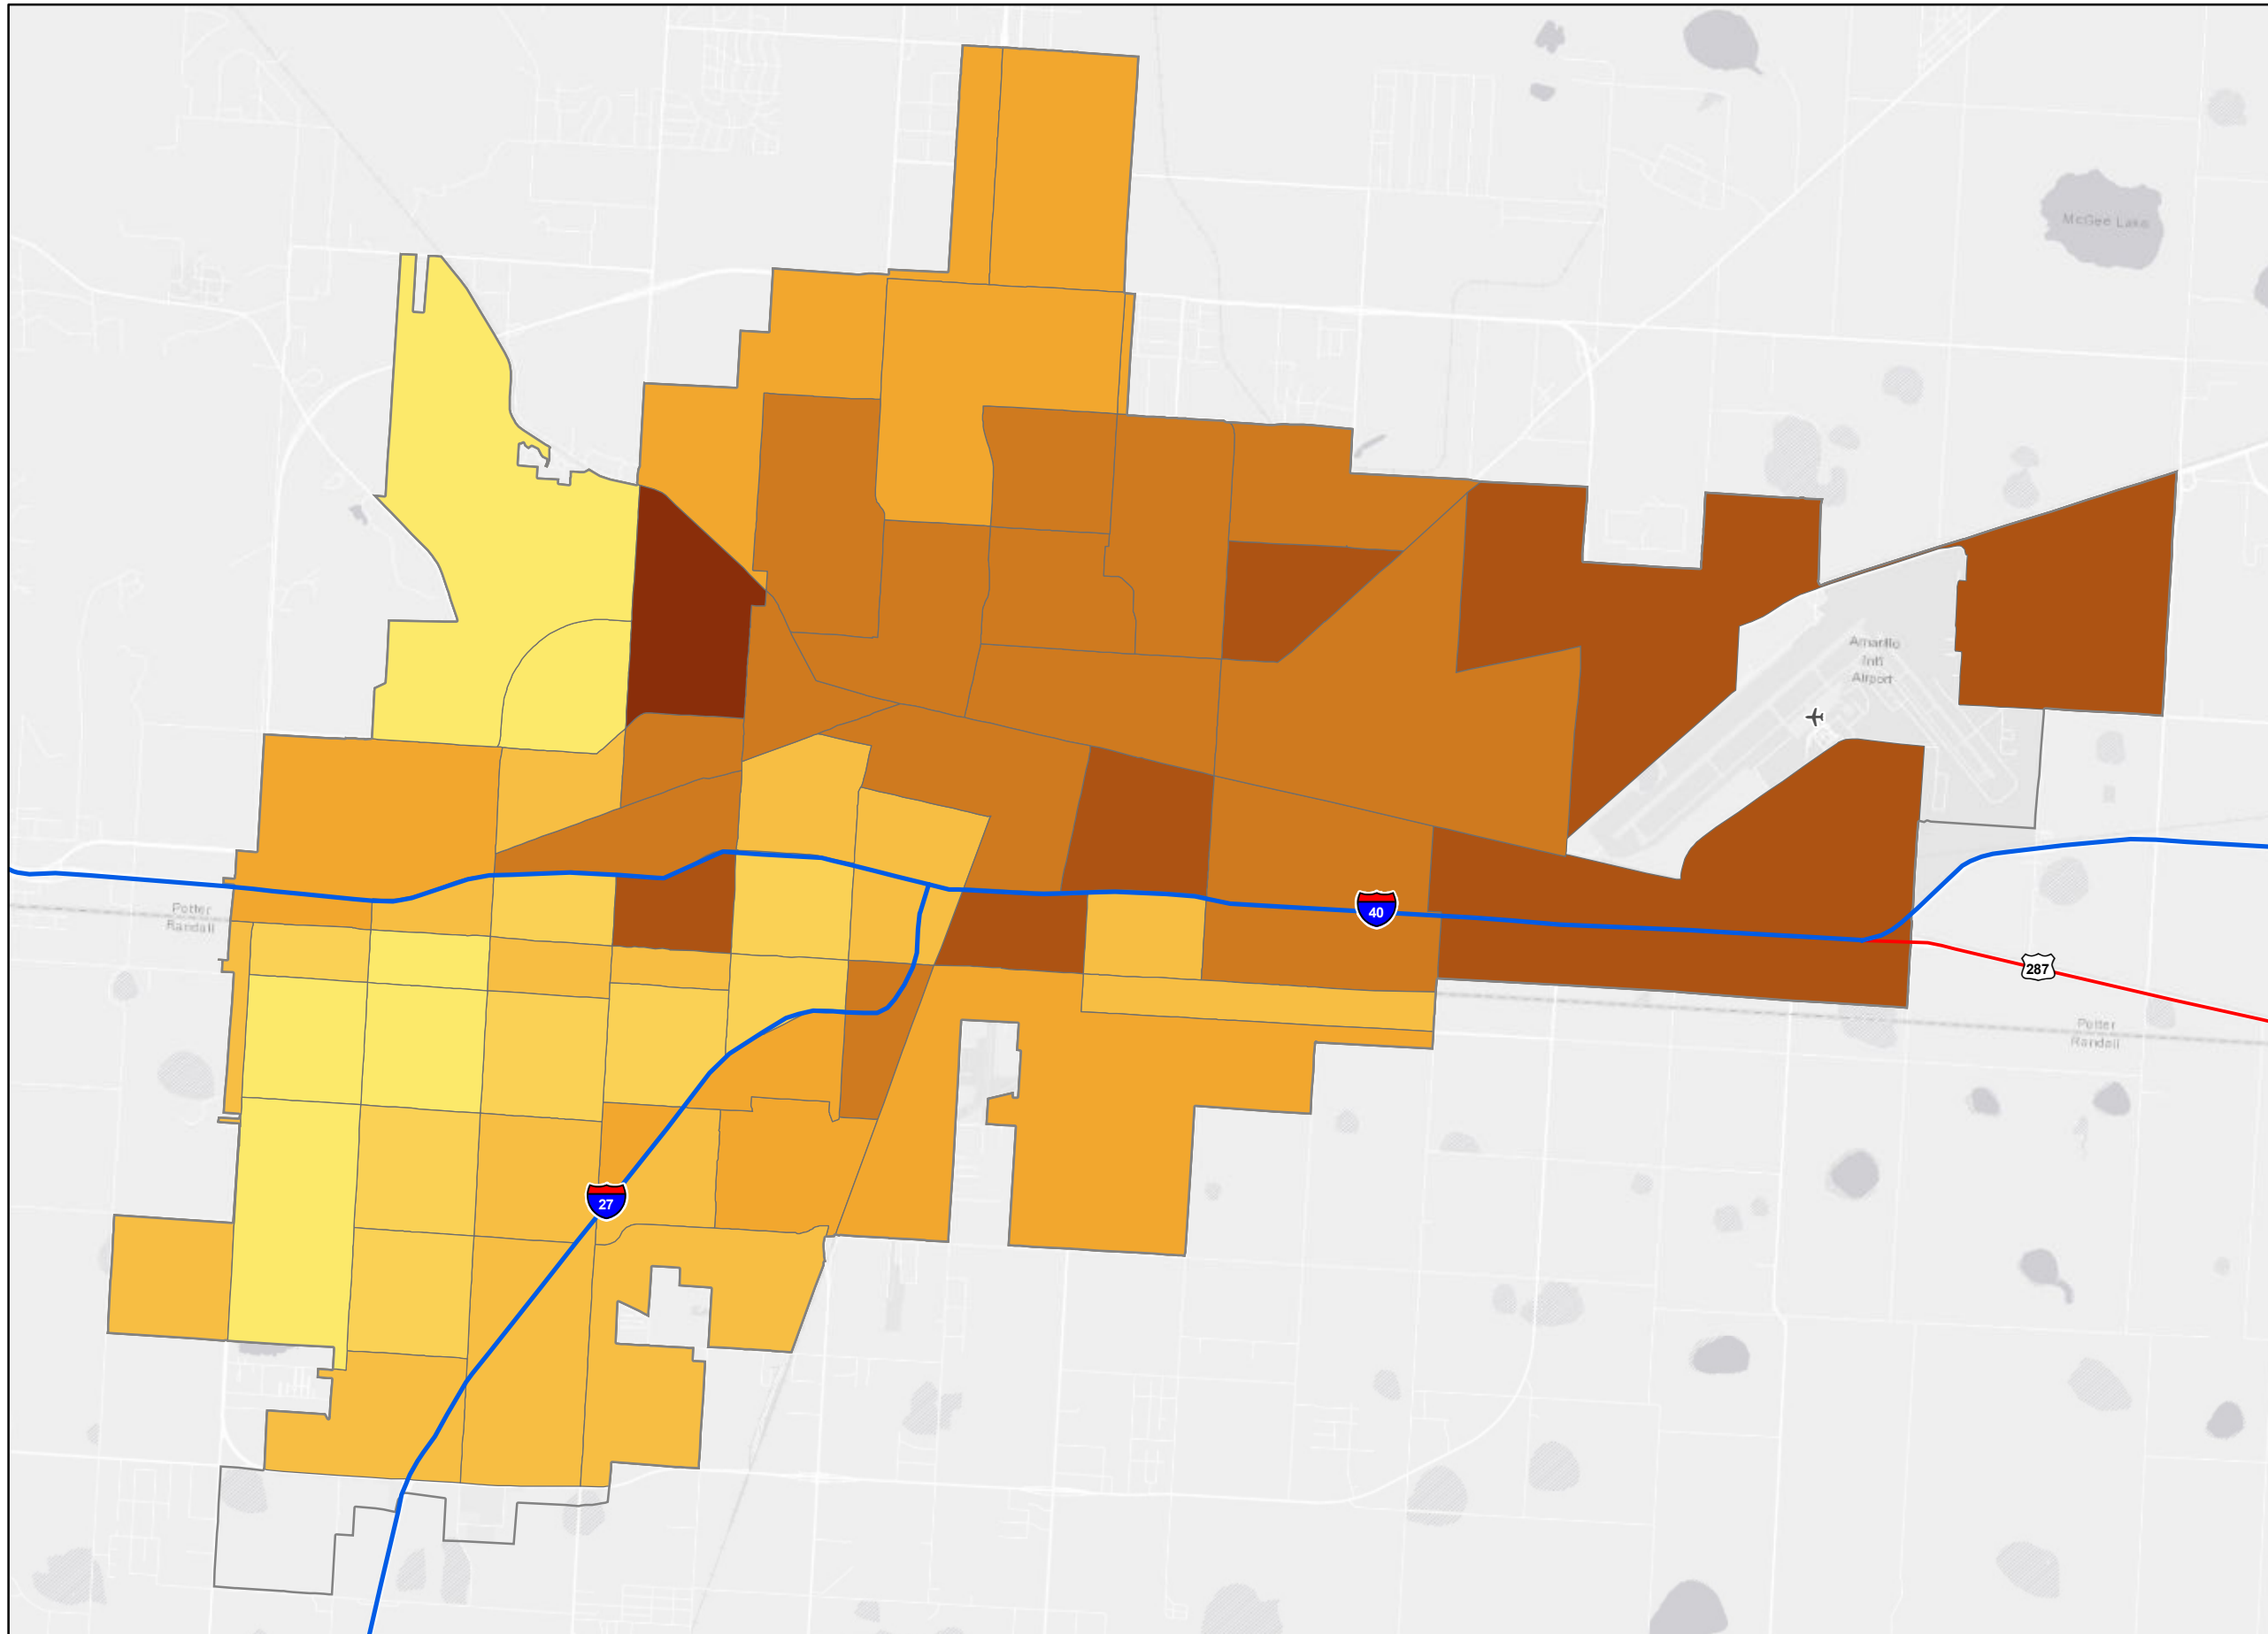 McGee Lake
Amarillo
Intl
Airport
40
Potter
Randall
287
Potter
Randall
27